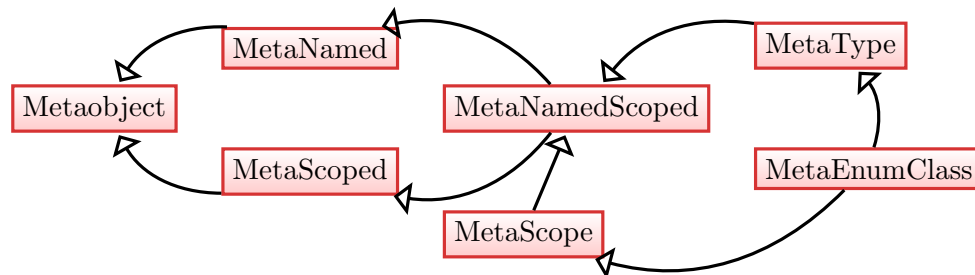 MetaNamed
MetaType
Metaobject
MetaNamedScoped
MetaScoped
MetaEnumClass
MetaScope